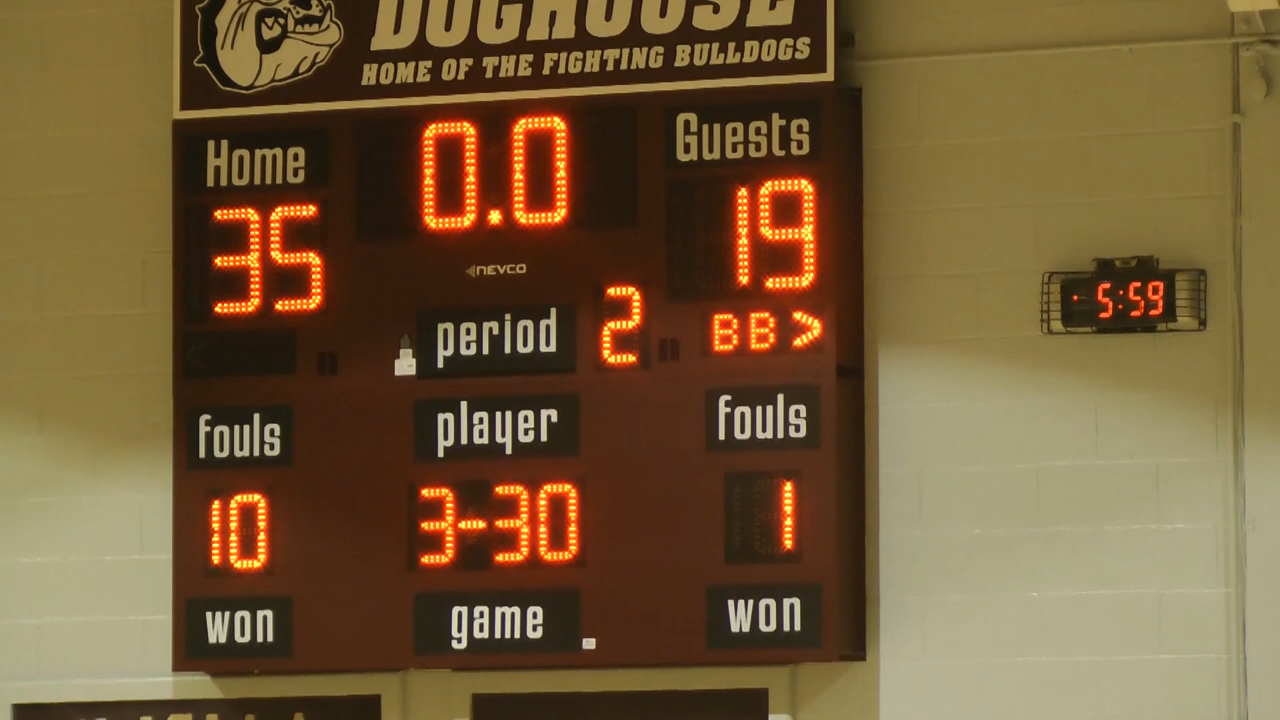 DOGHOUSE
HOME OF THE FIGHTING BULLDOGS
Home
0.0
Guests
35
19
NEVCO
period
2
BB >
5:59
fouls
player
fouls
10
3-30
1
won
game
won